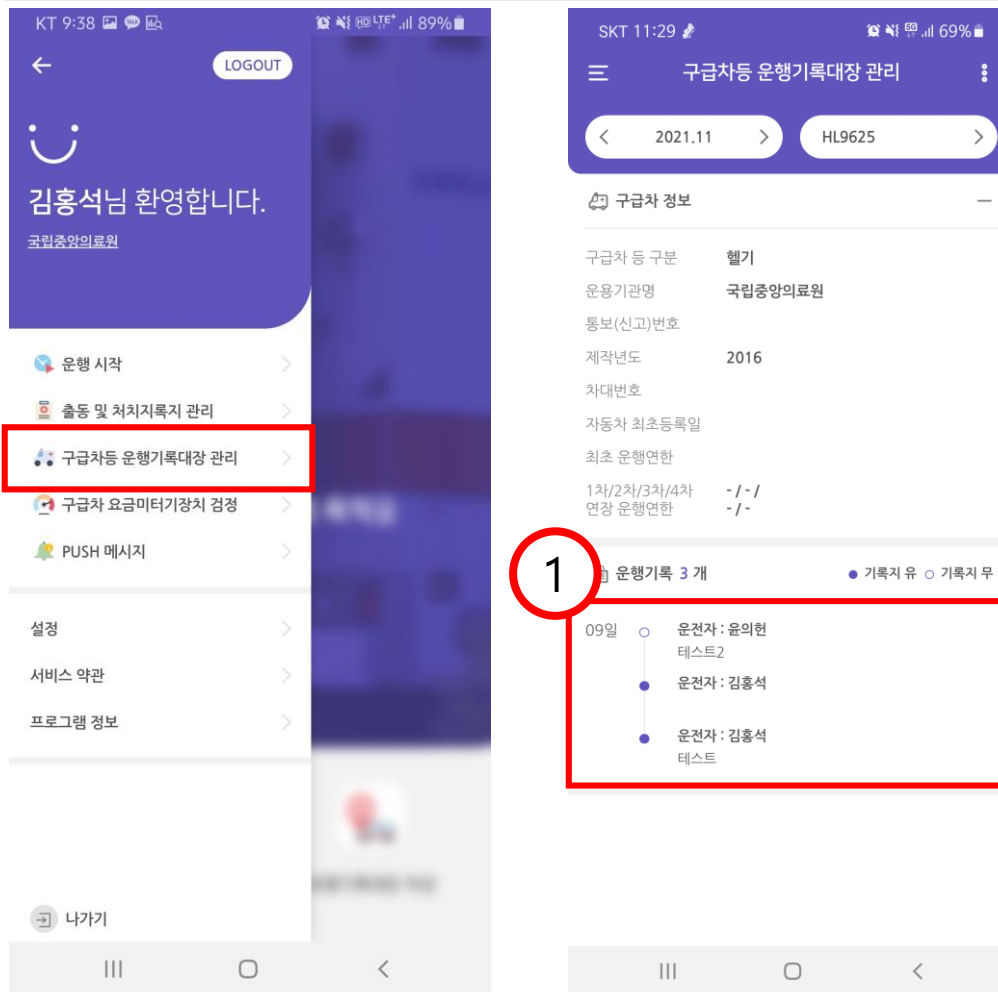 KT 9:38
LTE+ 89%
LOGOUT
김홍석님 환영합니다.
국립중앙의료원
운행 시작
출동 및 처치지록지 관리
구급차등 운행기록대장 관리
구급차 요금미터기장치 검정
PUSH 메시지
설정
서비스 약관
프로그램 정보
나가기
SKT 11:29
69%
구급차등 운행기록대장 관리
2021.11
HL9625
구급차 정보
구급차 등 구분 헬기
운용기관명 국립중앙의료원
통보(신고)번호
제작년도 2016
차대번호
자동차 최초등록일
최초 운행연한
1차/2차/3차/4차 - / - /
연장 운행연한 - / -
1
운행기록 3 개 기록지 유 기록지 무
09일 운전자 : 윤의헌
테스트2
운전자 : 김홍석
운전자 : 김홍석
테스트